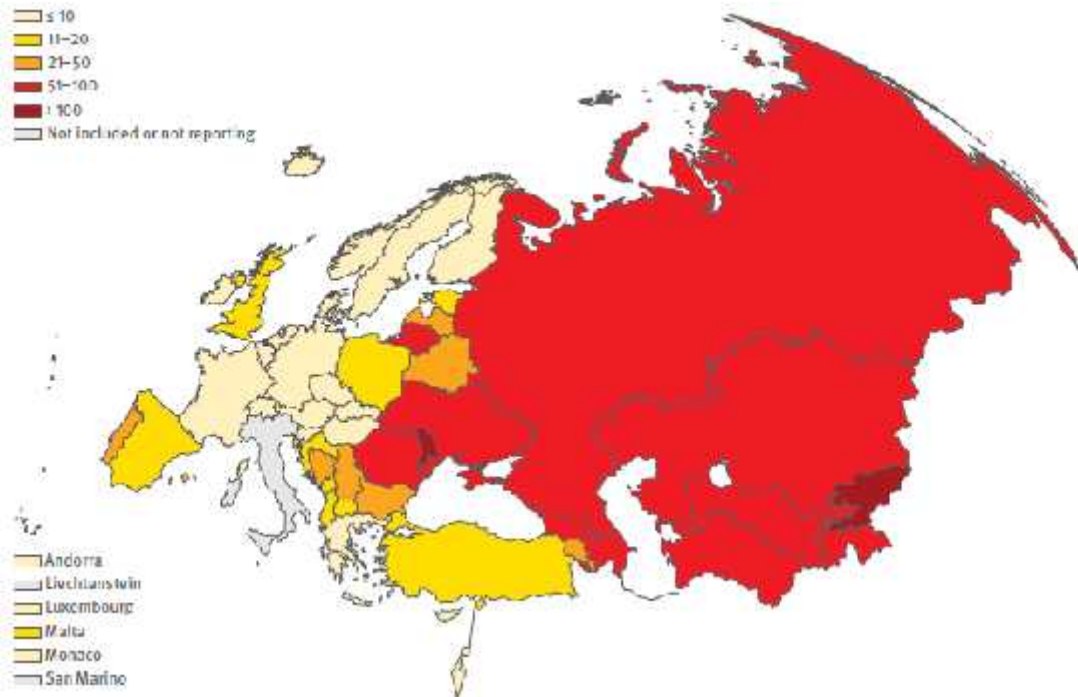 ≤ 10
11–20
21–50
51–100
> 100
Not included or not reporting
Andorra
Liechtenstein
Luxembourg
Malta
Monaco
San Marino